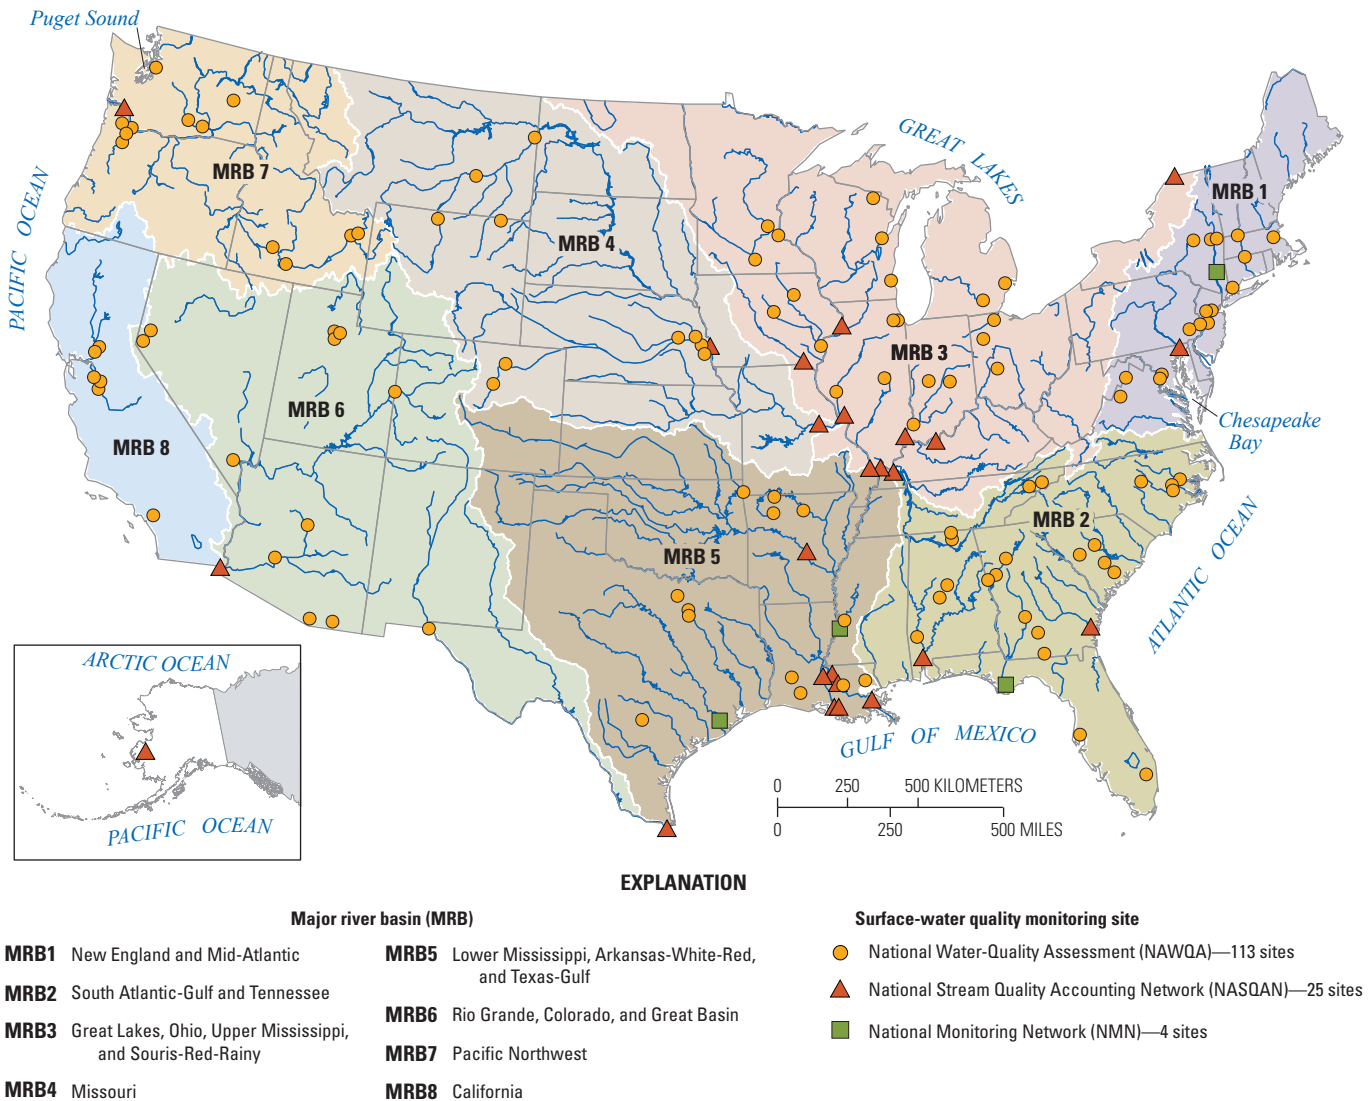 Puget Sound
PACIFIC OCEAN
GREAT LAKES
MRB 7
MRB 1
MRB 4
MRB 3
MRB 6
MRB 8
Chesapeake
Bay
MRB 2
MRB 5
ATLANTIC OCEAN
ARCTIC OCEAN
PACIFIC OCEAN
GULF OF MEXICO
0 250 500 KILOMETERS
0 250 500 MILES
EXPLANATION
Major river basin (MRB)
MRB1 New England and Mid-Atlantic
MRB2 South Atlantic-Gulf and Tennessee
MRB3 Great Lakes, Ohio, Upper Mississippi,
and Souris-Red-Rainy
MRB4 Missouri
MRB5 Lower Mississippi, Arkansas-White-Red,
and Texas-Gulf
MRB6 Rio Grande, Colorado, and Great Basin
MRB7 Pacific Northwest
MRB8 California
Surface-water quality monitoring site
National Water-Quality Assessment (NAWQA)—113 sites
National Stream Quality Accounting Network (NASQAN)—25 sites
National Monitoring Network (NMN)—4 sites